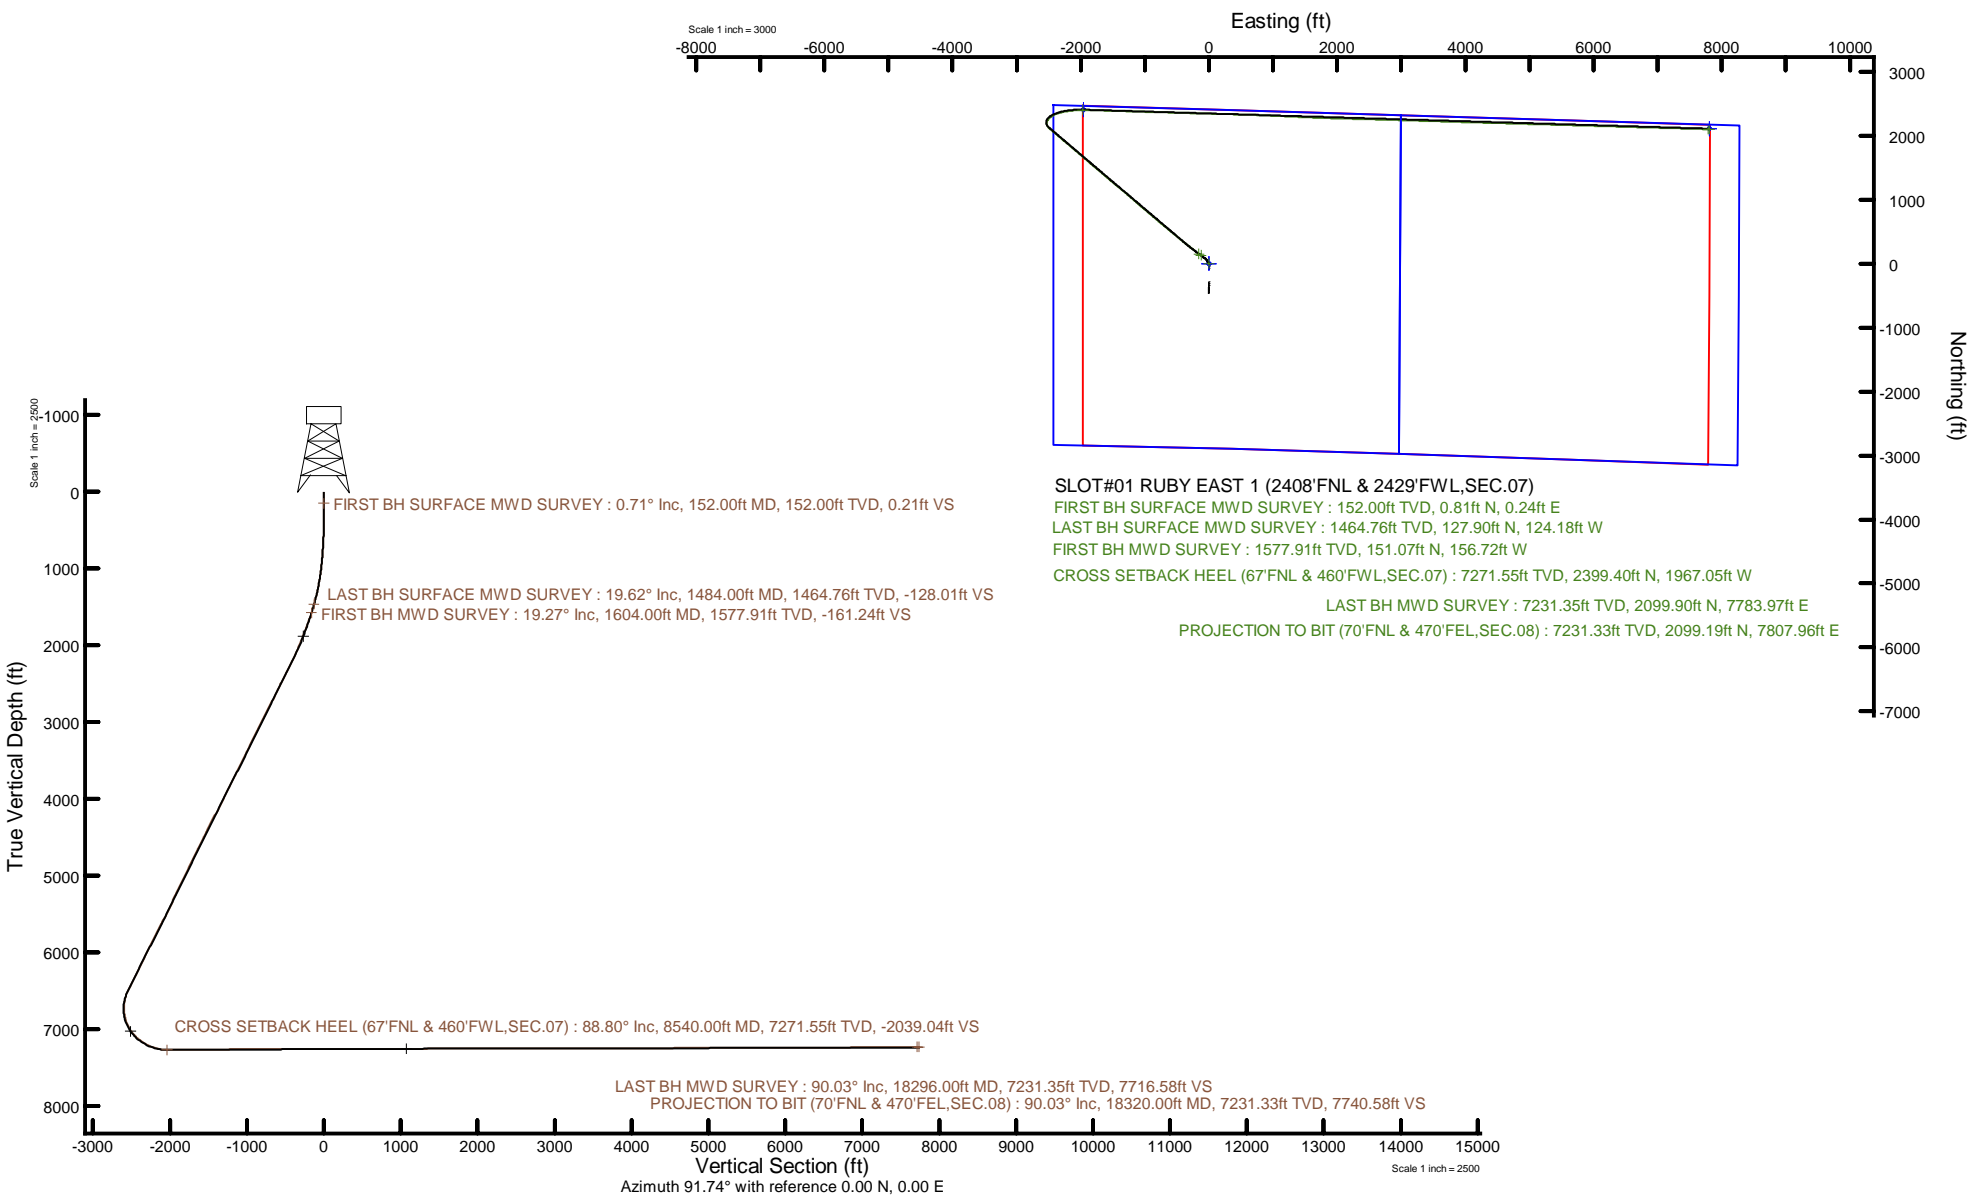 Easting (ft)
Scale 1 inch = 3000
-8000 -6000 -4000 -2000 0 2000 4000 6000 8000 10000
3000
2000
1000
0
-1000
-2000
-3000
-4000
-5000
-6000
-7000
Northing (ft)
SLOT#01 RUBY EAST 1 (2408'FNL & 2429'FWL,SEC.07)
FIRST BH SURFACE MWD SURVEY : 152.00ft TVD, 0.81ft N, 0.24ft E
LAST BH SURFACE MWD SURVEY : 1464.76ft TVD, 127.90ft N, 124.18ft W
FIRST BH MWD SURVEY : 1577.91ft TVD, 151.07ft N, 156.72ft W
CROSS SETBACK HEEL (67'FNL & 460'FWL,SEC.07) : 7271.55ft TVD, 2399.40ft N, 1967.05ft W
LAST BH MWD SURVEY : 7231.35ft TVD, 2099.90ft N, 7783.97ft E
PROJECTION TO BIT (70'FNL & 470'FEL,SEC.08) : 7231.33ft TVD, 2099.19ft N, 7807.96ft E
Scale 1 inch = 2500
True Vertical Depth (ft)
-1000
0
1000
2000
3000
4000
5000
6000
7000
8000
FIRST BH SURFACE MWD SURVEY : 0.71° Inc, 152.00ft MD, 152.00ft TVD, 0.21ft VS
LAST BH SURFACE MWD SURVEY : 19.62° Inc, 1484.00ft MD, 1464.76ft TVD, -128.01ft VS
FIRST BH MWD SURVEY : 19.27° Inc, 1604.00ft MD, 1577.91ft TVD, -161.24ft VS
CROSS SETBACK HEEL (67'FNL & 460'FWL,SEC.07) : 88.80° Inc, 8540.00ft MD, 7271.55ft TVD, -2039.04ft VS
LAST BH MWD SURVEY : 90.03° Inc, 18296.00ft MD, 7231.35ft TVD, 7716.58ft VS
PROJECTION TO BIT (70'FNL & 470'FEL,SEC.08) : 90.03° Inc, 18320.00ft MD, 7231.33ft TVD, 7740.58ft VS
-3000 -2000 -1000 0 1000 2000 3000 4000 5000 6000 7000 8000 9000 10000 11000 12000 13000 14000 15000
Vertical Section (ft)
Scale 1 inch = 2500
Azimuth 91.74° with reference 0.00 N, 0.00 E